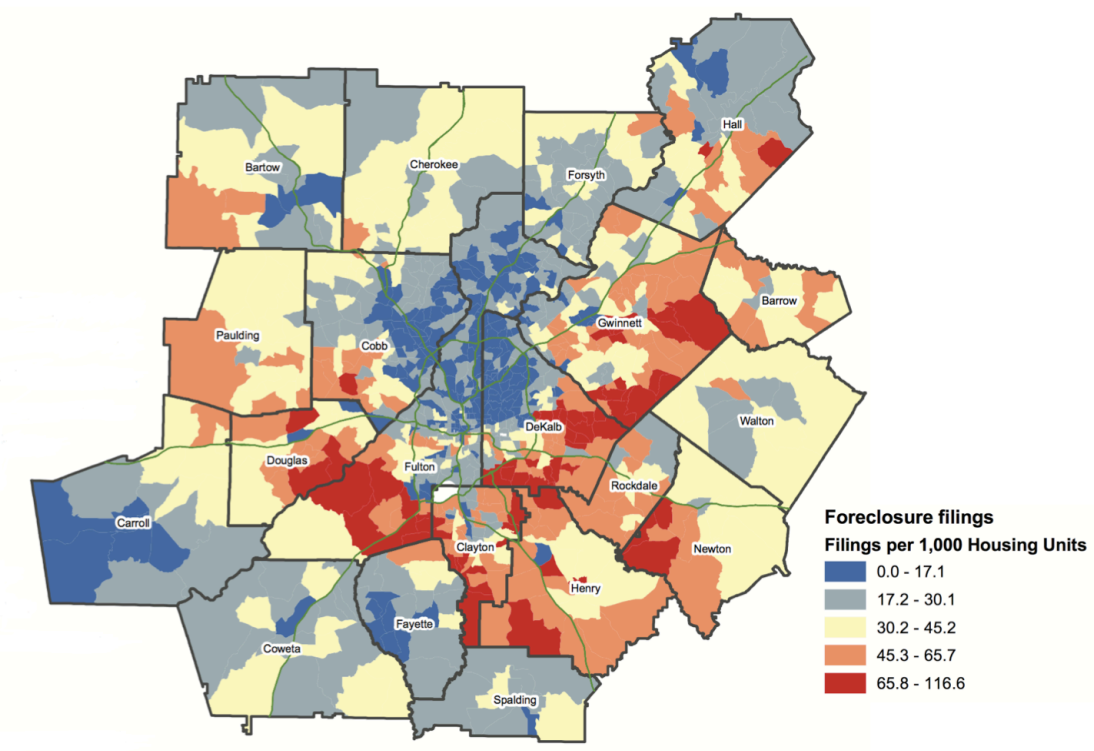 Hall
Bartow
Cherokee
Forsyth
Barrow
Gwinnett
Paulding
Cobb
Walton
DeKalb
Douglas
Fulton
Rockdale
Carroll
Clayton
Newton
Henry
Fayette
Coweta
Spalding
Foreclosure filings
Filings per 1,000 Housing Units
0.0 - 17.1
17.2 - 30.1
30.2 - 45.2
45.3 - 65.7
65.8 - 116.6